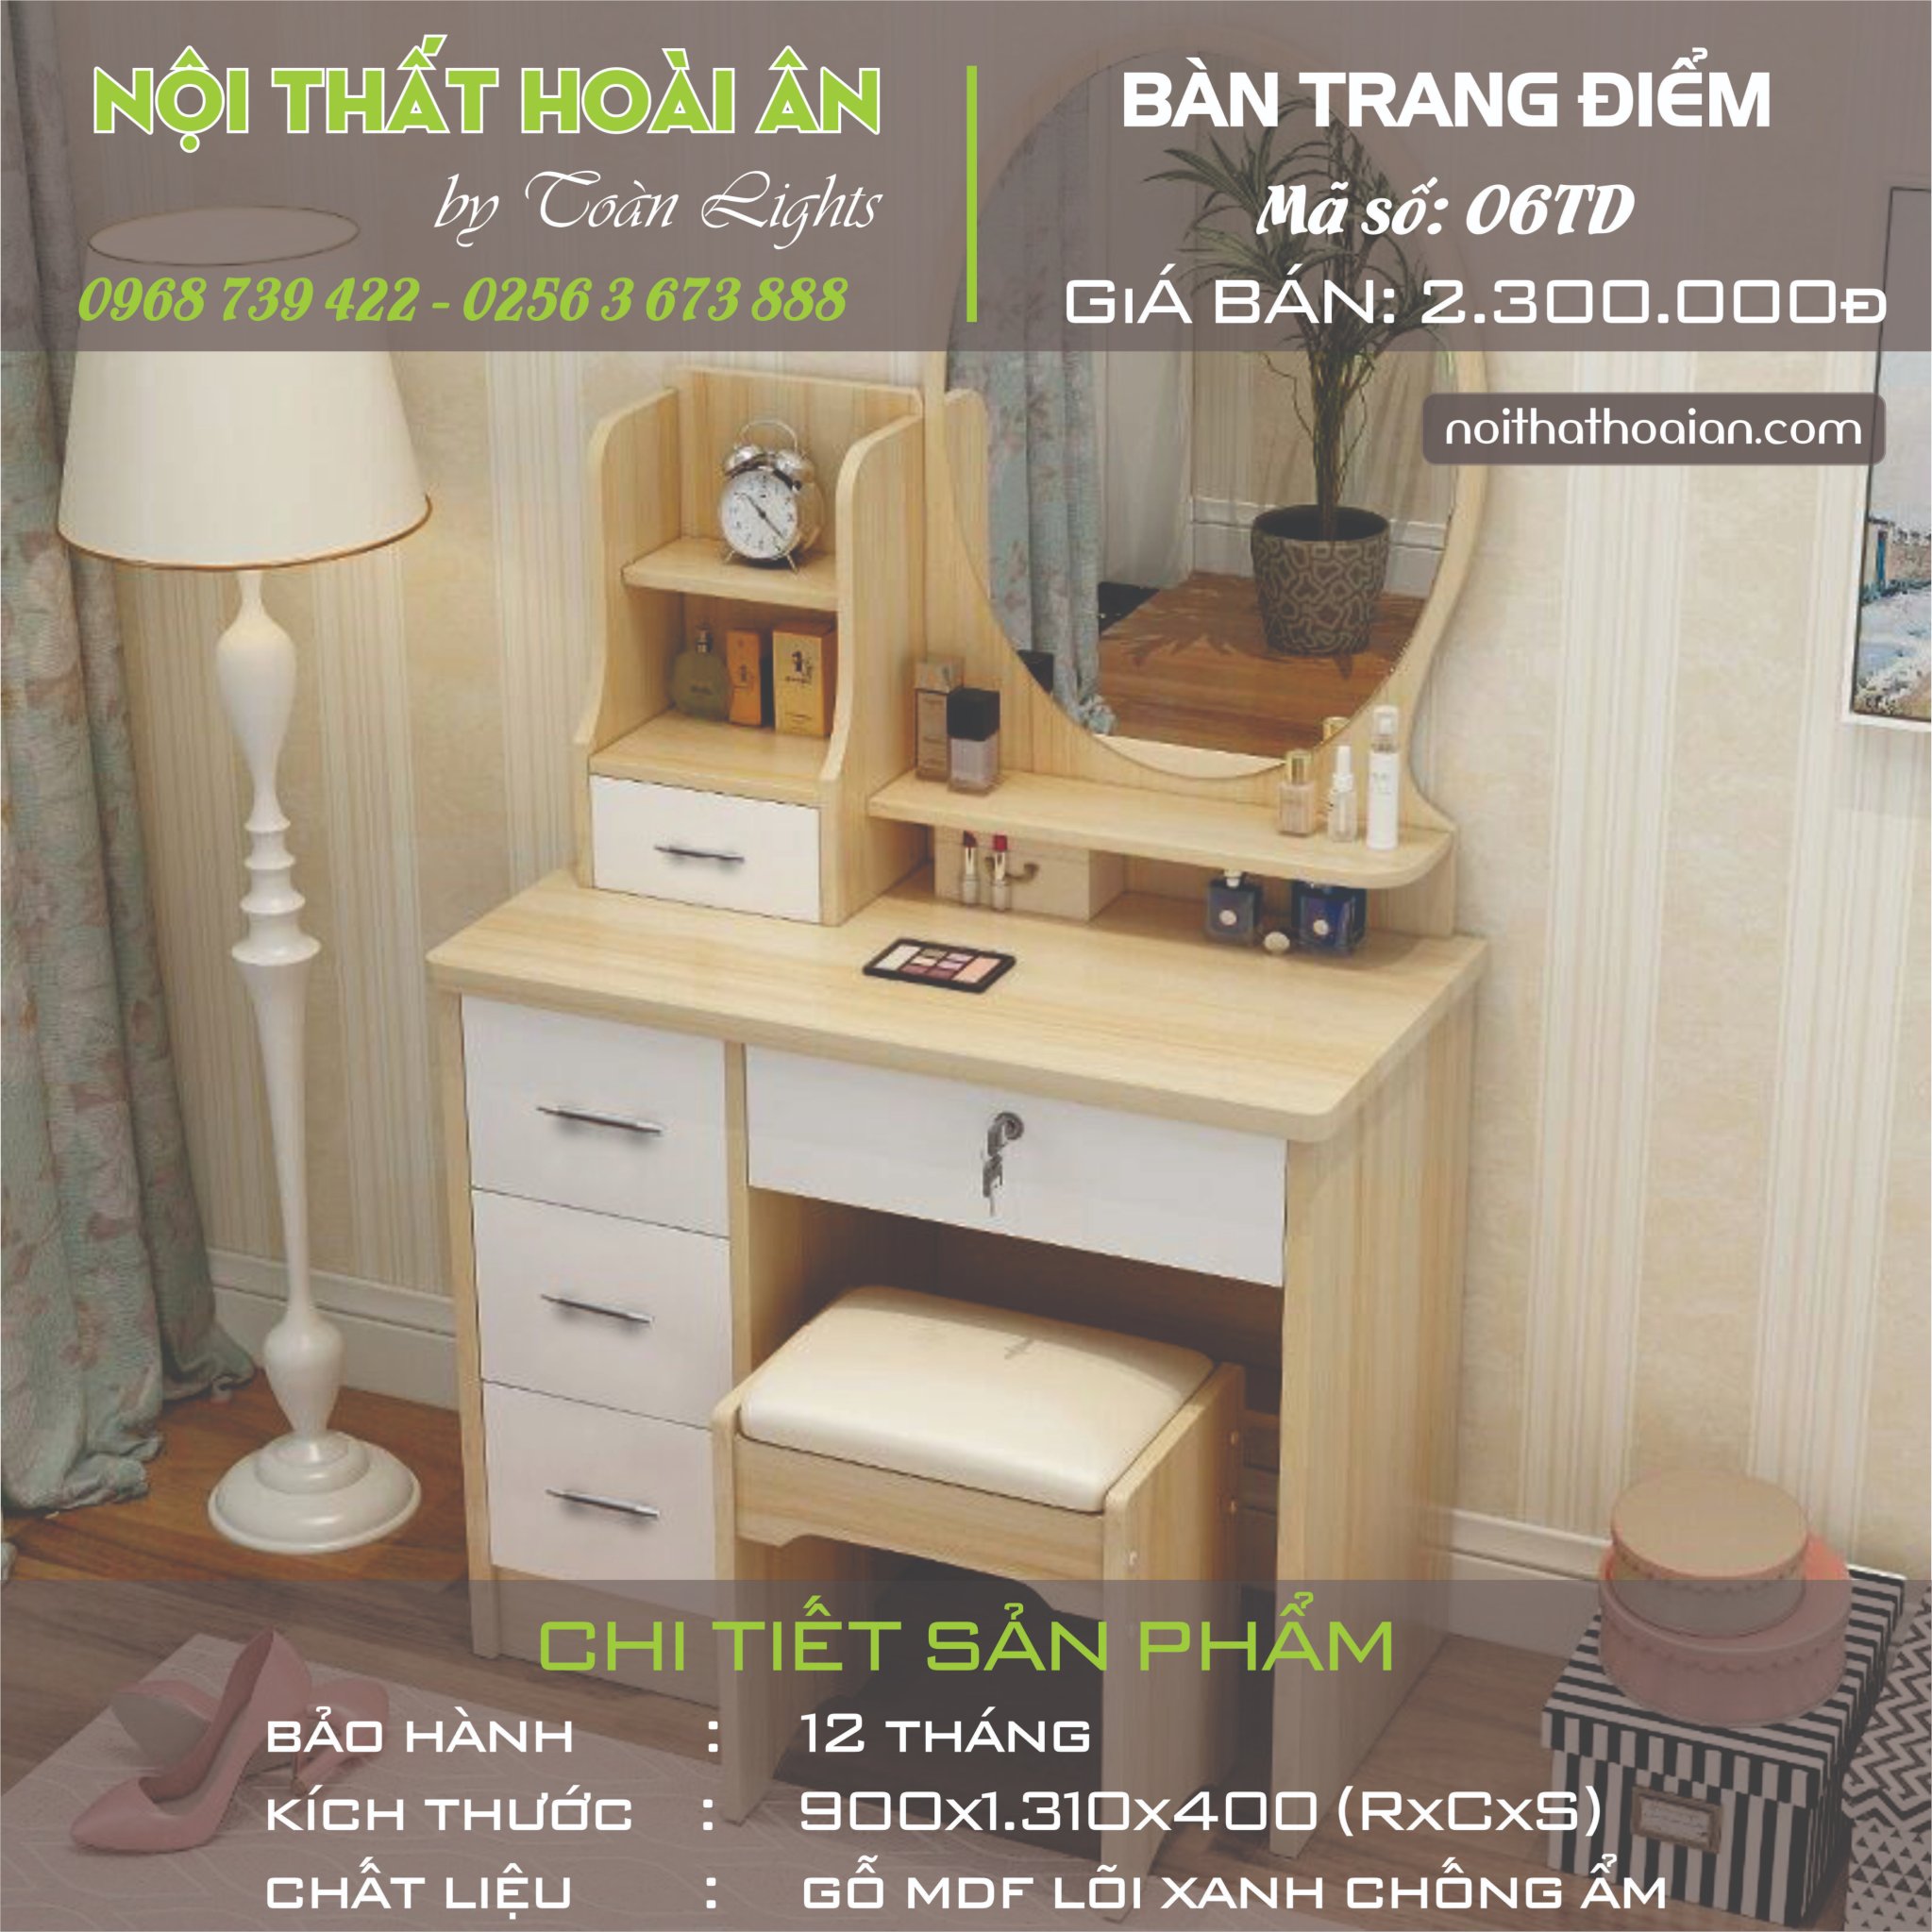 NỘI THẤT HOÀI ÂN
by Toàn Lights
0968 739 422 - 0256 3 673 888
BÀN TRANG ĐIỂM
Mã số: 06TD
GIÁ BÁN: 2.300.000Đ
noithathoaian.com
CHI TIẾT SẢN PHẨM
BẢO HÀNH : 12 THÁNG
KÍCH THƯỚC : 900x1.310x400 (RxCxS)
CHẤT LIỆU : GỖ MDF LÕI XANH CHỐNG ẨM